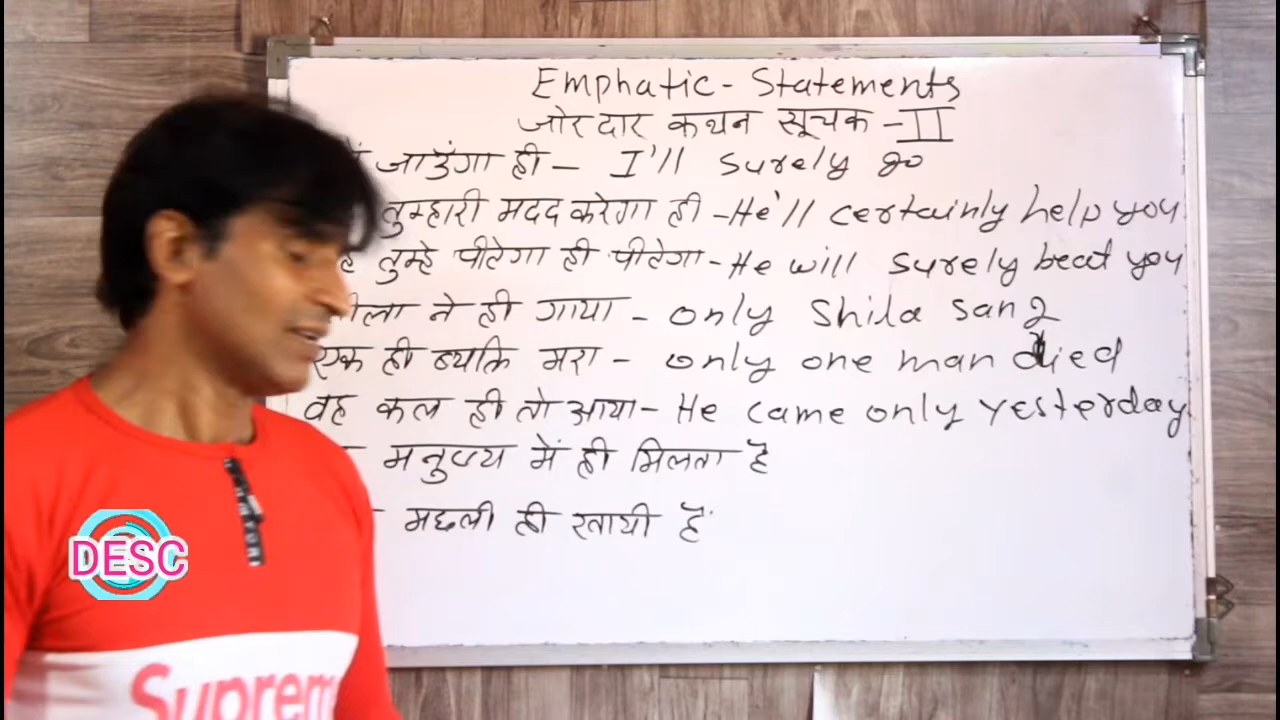 Emphatic - Statements
जोरदार कथन सूचक - II
जाउंगा ही - I'll surely go
तुम्हारी मदद करेगा ही - He'll certainly help you
तुम्हे पीटेगा ही पीटेगा - He will surely beat you
ने ही गाया - only Shila sang
एक ही व्यक्ति मरा - only one man died
वह कल ही तो आया - He came only yesterday
मनुष्य में ही मिलता है
मछली ही खायी है
DESC
Supreme